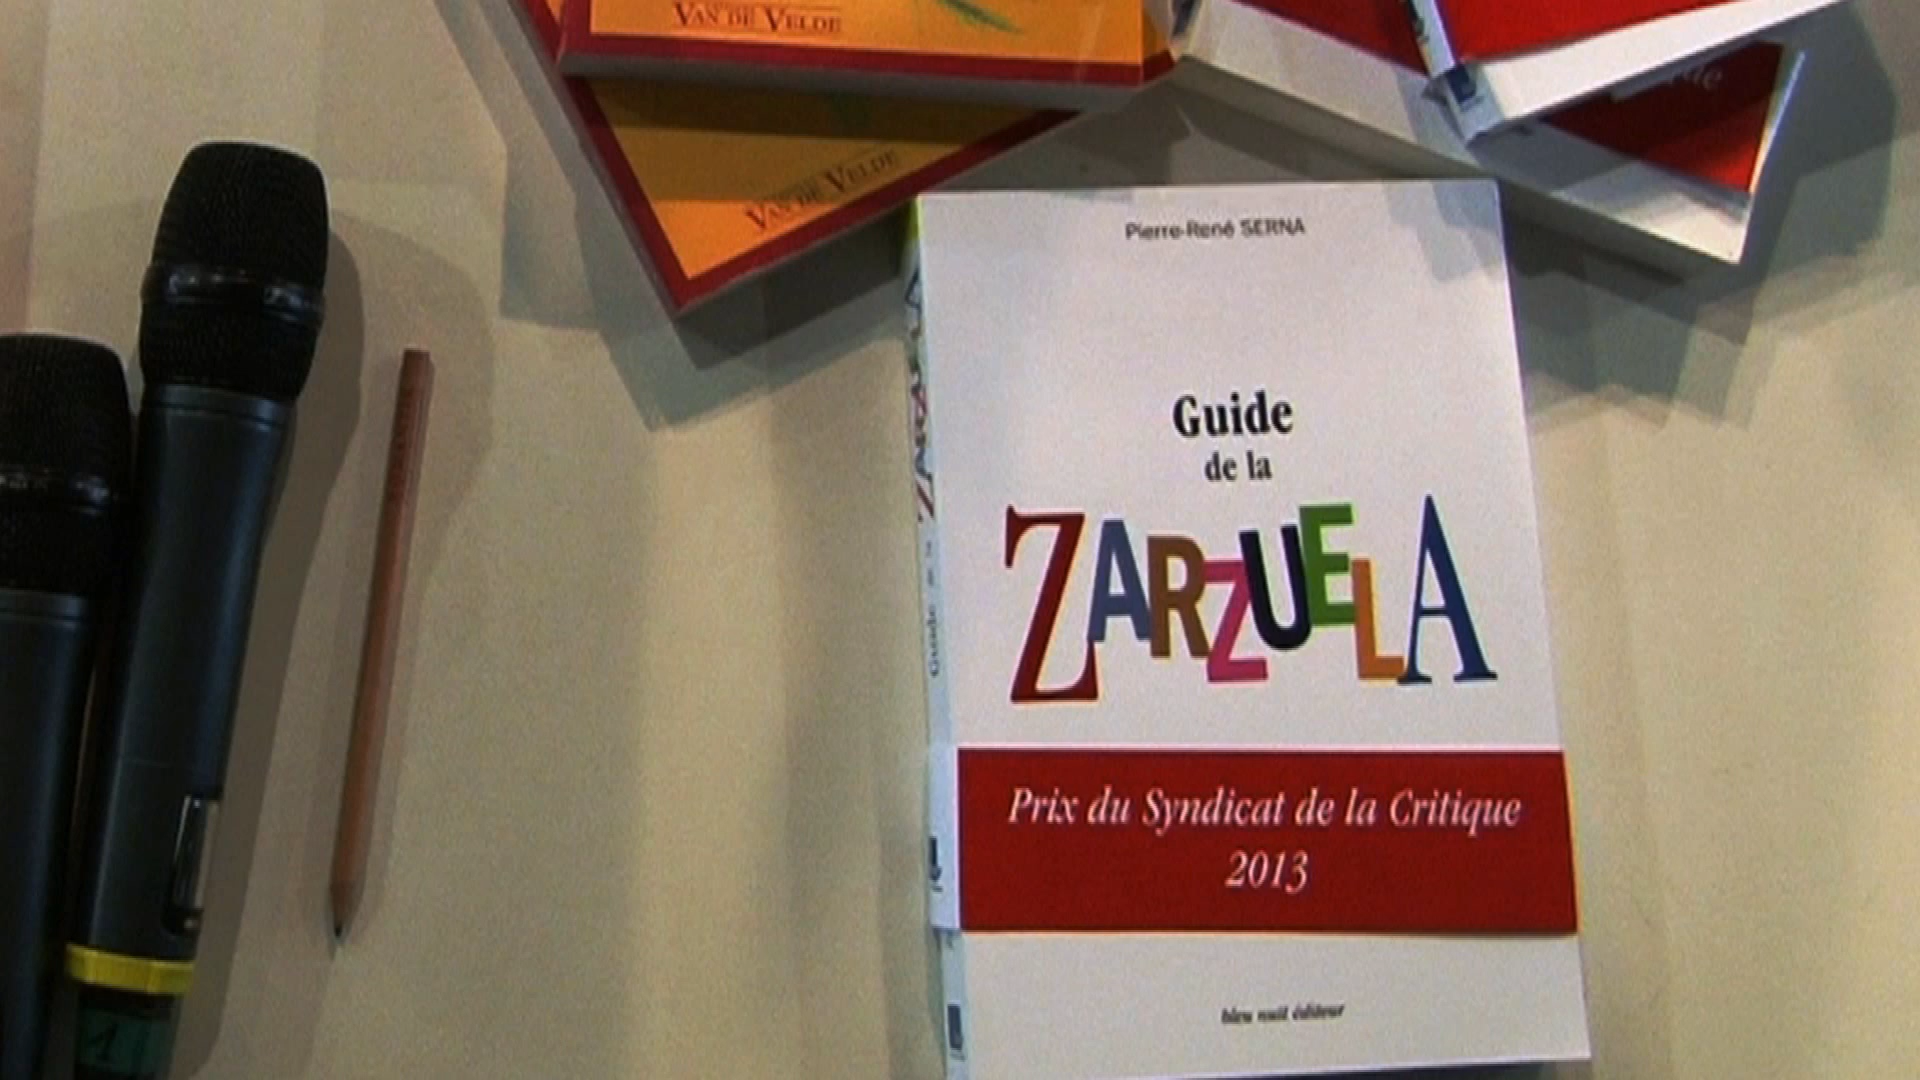 VAN DE VELDE
VAN DE VELDE
Pierre-René SERNA
Guide
de la
ZARZUELA
Prix du Syndicat de la Critique
2013
bleu nuit éditeur
Guide de la ZARZUELA
1